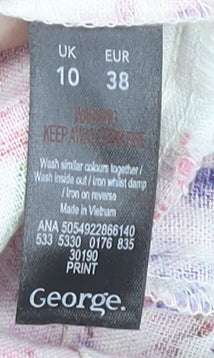 UK EUR
10 38
WARNING
KEEP AWAY FROM FIRE
Wash similar colours together/
Wash inside out / Iron whilst damp
/ Iron on reverse
Made in Vietnam
ANA 5054922866140
533 5330 0176 835
30190
PRINT
George.